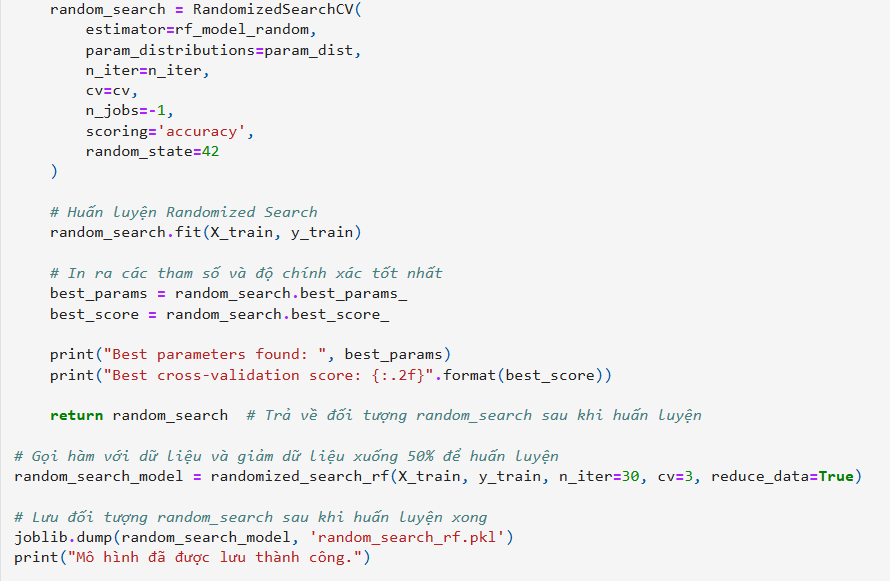 random_search = RandomizedSearchCV(
estimator=rf_model_random,
param_distributions=param_dist,
n_iter=n_iter,
cv=cv,
n_jobs=-1,
scoring='accuracy',
random_state=42
)
# Huấn luyện Randomized Search
random_search.fit(X_train, y_train)
# In ra các tham số và độ chính xác tốt nhất
best_params = random_search.best_params_
best_score = random_search.best_score_
print("Best parameters found: ", best_params)
print("Best cross-validation score: {:.2f}".format(best_score))
return random_search  # Trả về đối tượng random_search sau khi huấn luyện
# Gọi hàm với dữ liệu và giảm dữ liệu xuống 50% để huấn luyện
random_search_model = randomized_search_rf(X_train, y_train, n_iter=30, cv=3, reduce_data=True)
# Lưu đối tượng random_search sau khi huấn luyện xong
joblib.dump(random_search_model, 'random_search_rf.pkl')
print("Mô hình đã được lưu thành công.")